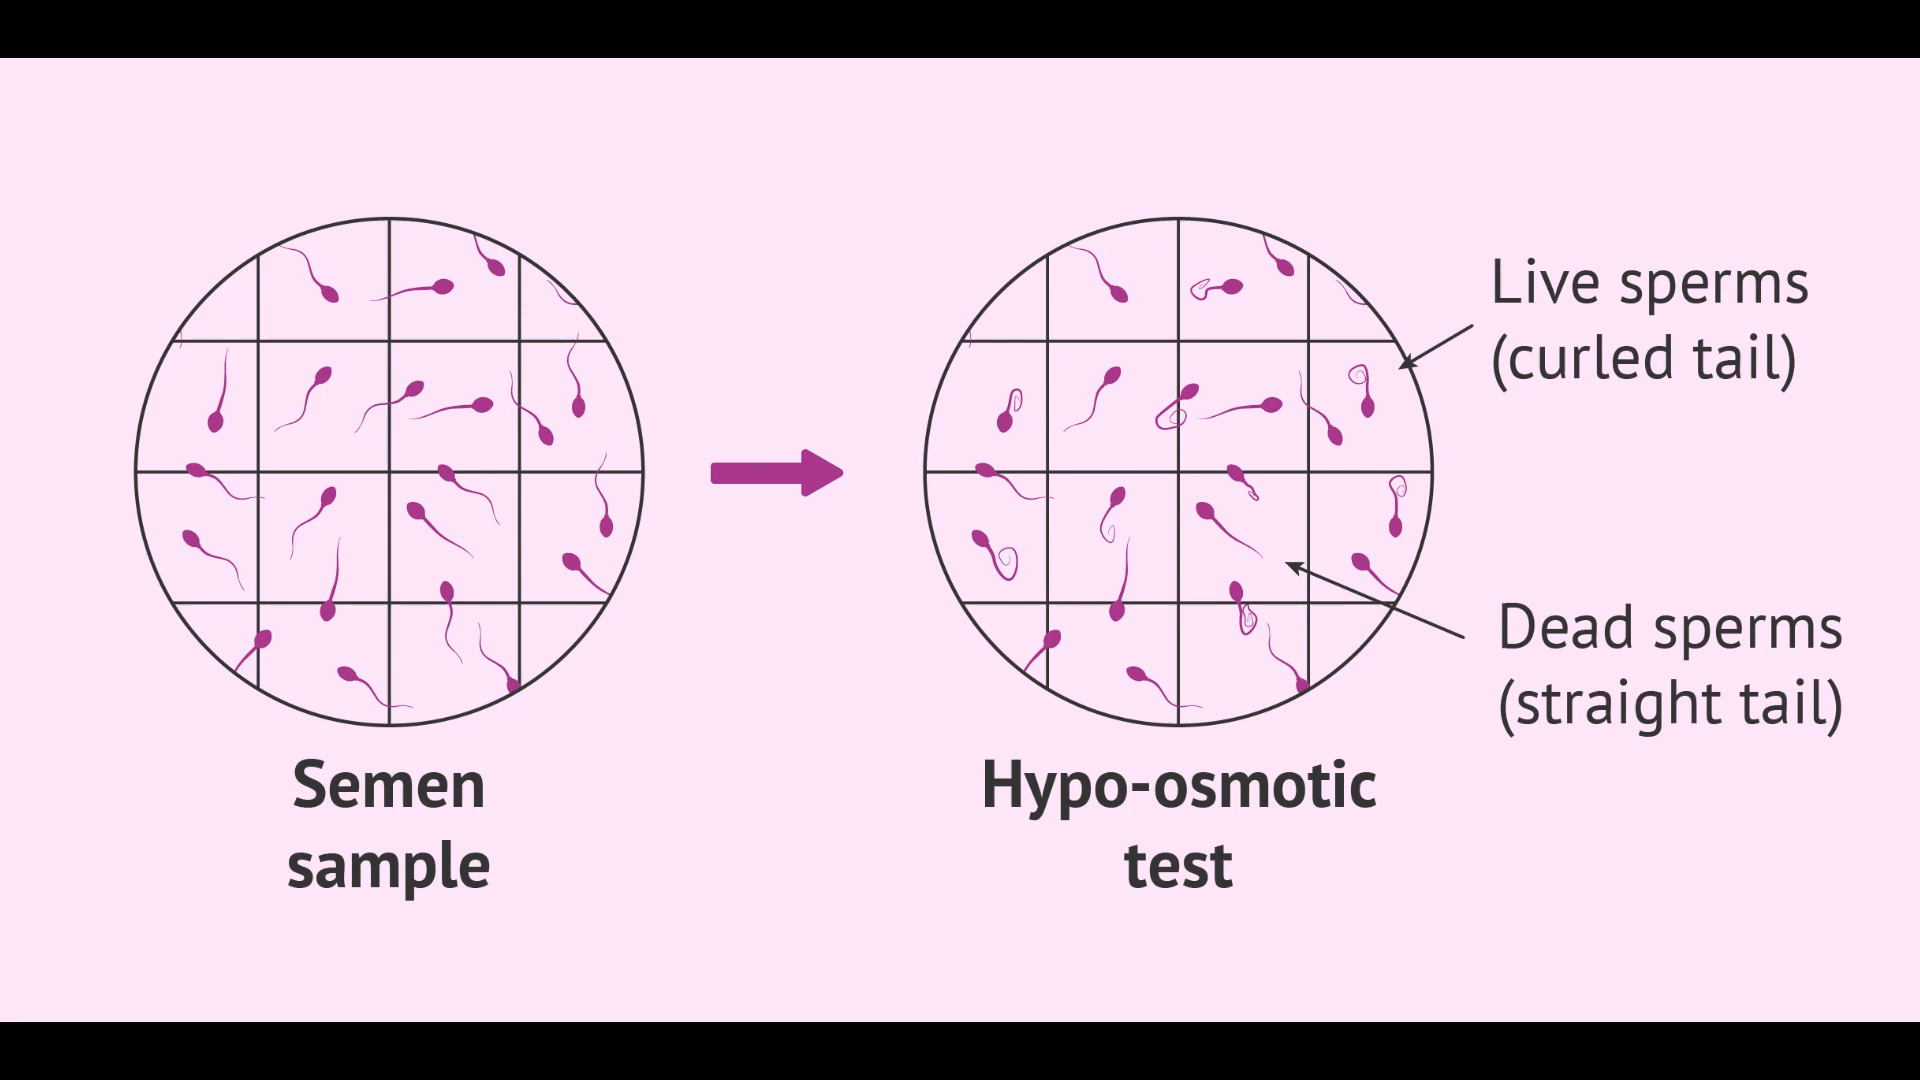 Live sperms
(curled tail)
Dead sperms
(straight tail)
Semen
sample
Hypo-osmotic
test